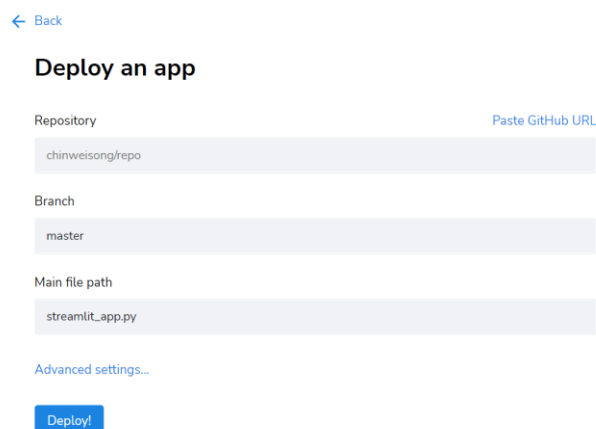 Back
Deploy an app
Repository Paste GitHub URL
chinweisong/repo
Branch
master
Main file path
streamlit_app.py
Advanced settings...
Deploy!